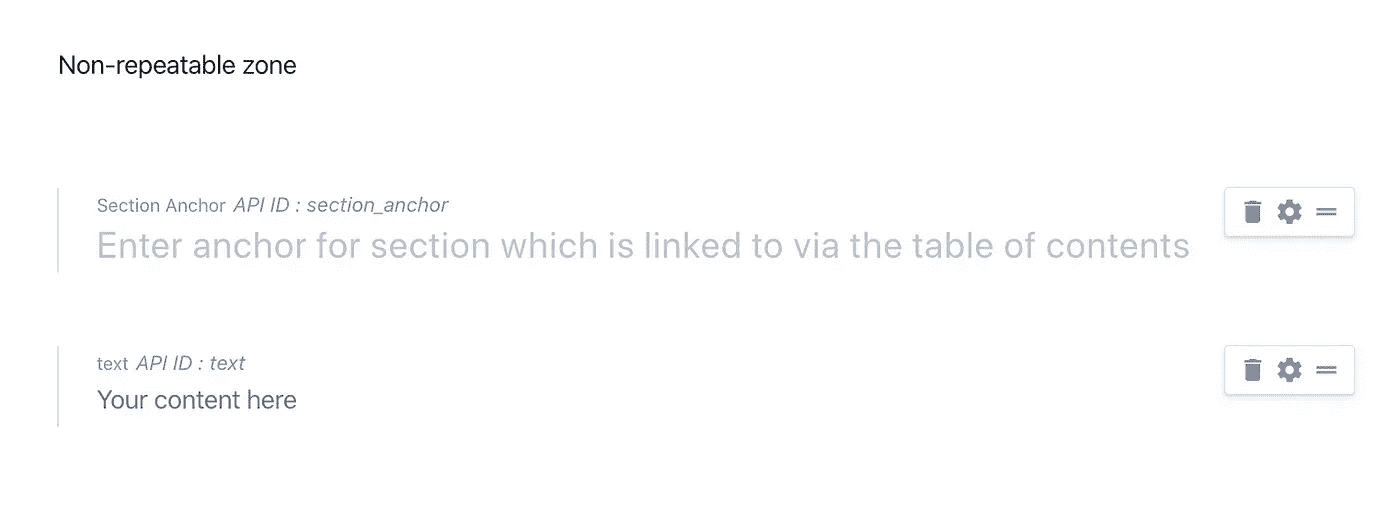 Non-repeatable zone
Section Anchor API ID : section_anchor
Enter anchor for section which is linked to via the table of contents
text API ID : text
Your content here